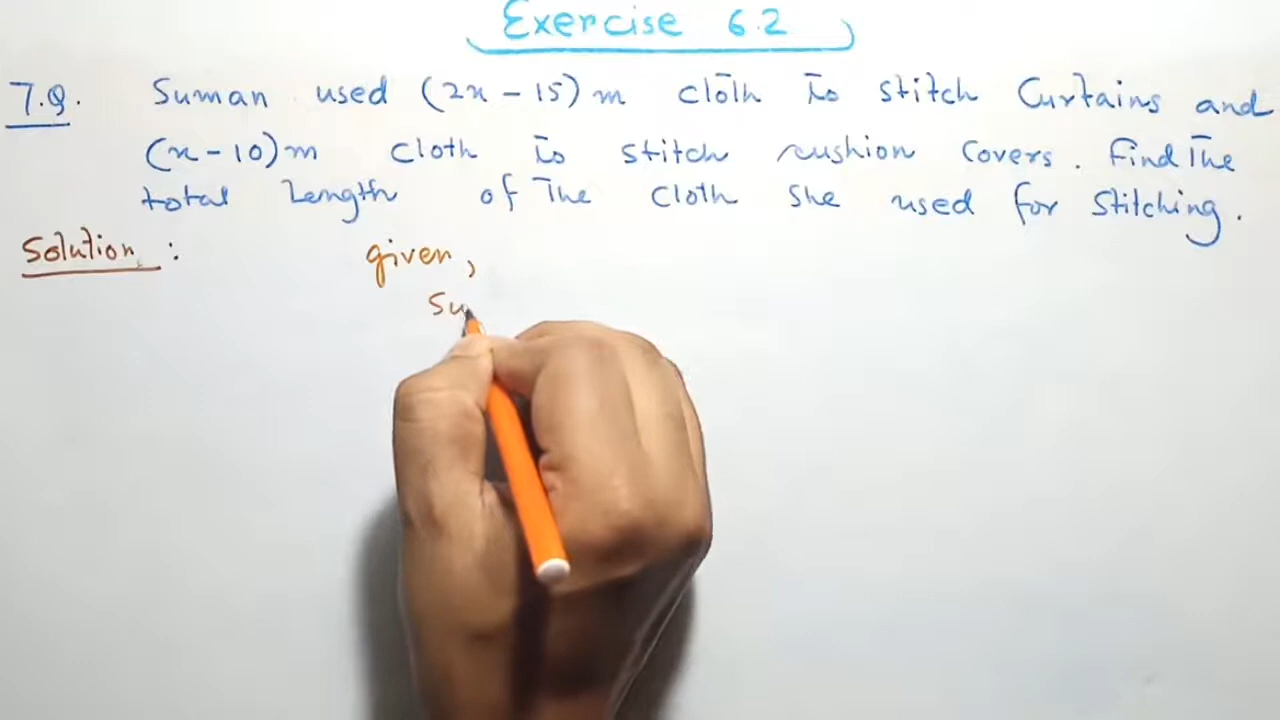 Exercise 6.2
7.Q. Suman used (2x - 15)m cloth to stitch Curtains and
(x - 10)m cloth to stitch cushion Covers. Find The
total Length of The cloth She used for Stitching.
Solution : given,
Su